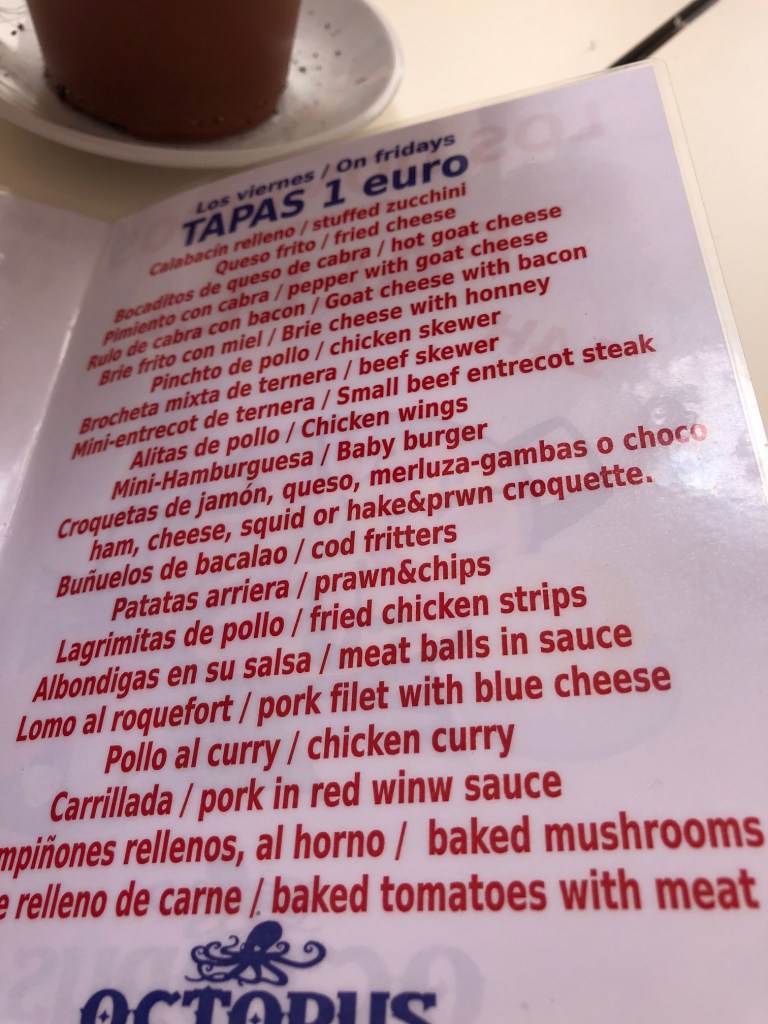 Los viernes / On fridays
TAPAS 1 euro
Calabacín relleno / stuffed zucchini
Queso frito / fried cheese
Bocaditos de queso de cabra / hot goat cheese
Pimiento con cabra / pepper with goat cheese
Rulo de cabra con bacon / Goat cheese with bacon
Brie frito con miel / Brie cheese with honney
Pinchto de pollo / chicken skewer
Brocheta mixta de ternera / beef skewer
Mini-entrecot de ternera / Small beef entrecot steak
Alitas de pollo / Chicken wings
Mini-Hamburguesa / Baby burger
Croquetas de jamón, queso, merluza-gambas o choco
ham, cheese, squid or hake&prwn croquette.
Buñuelos de bacalao / cod fritters
Patatas arriera / prawn&chips
Lagrimitas de pollo / fried chicken strips
Albondigas en su salsa / meat balls in sauce
Lomo al roquefort / pork filet with blue cheese
Pollo al curry / chicken curry
Carrillada / pork in red winw sauce
mpiñones rellenos, al horno / baked mushrooms
e relleno de carne / baked tomatoes with meat
OCTOPUS